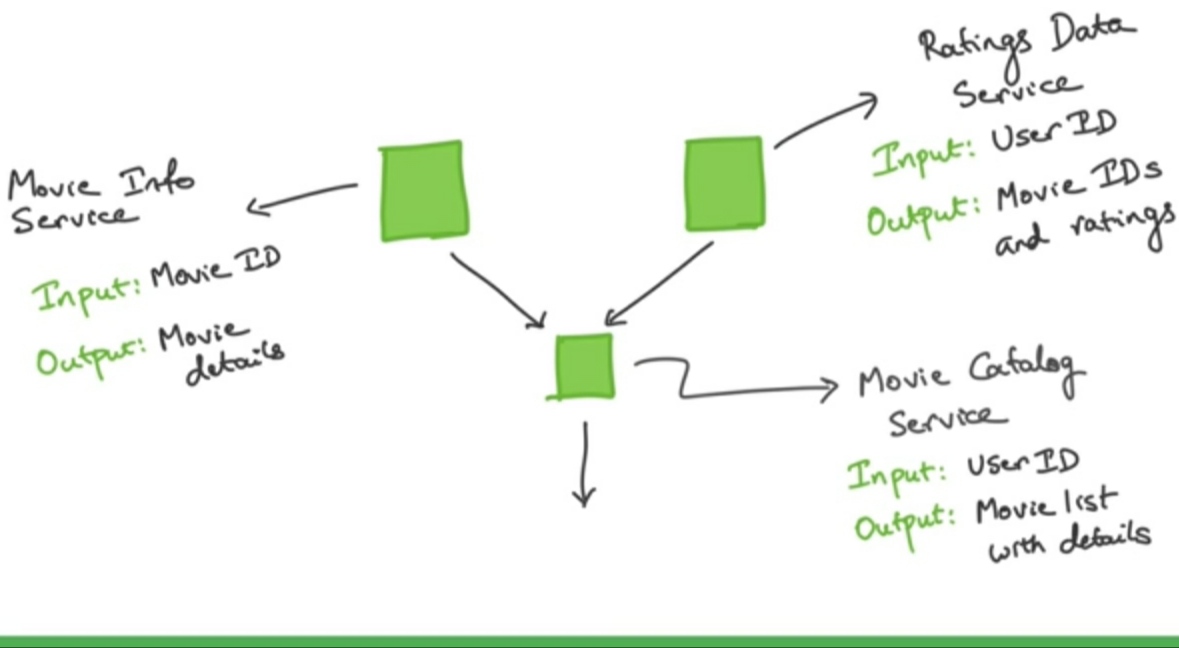 Movie Info
Service
Input: Movie ID
Output: Movie
details
Ratings Data
Service
Input: User ID
Output: Movie IDs
and ratings
Movie Catalog
Service
Input: User ID
Output: Movie list
with details